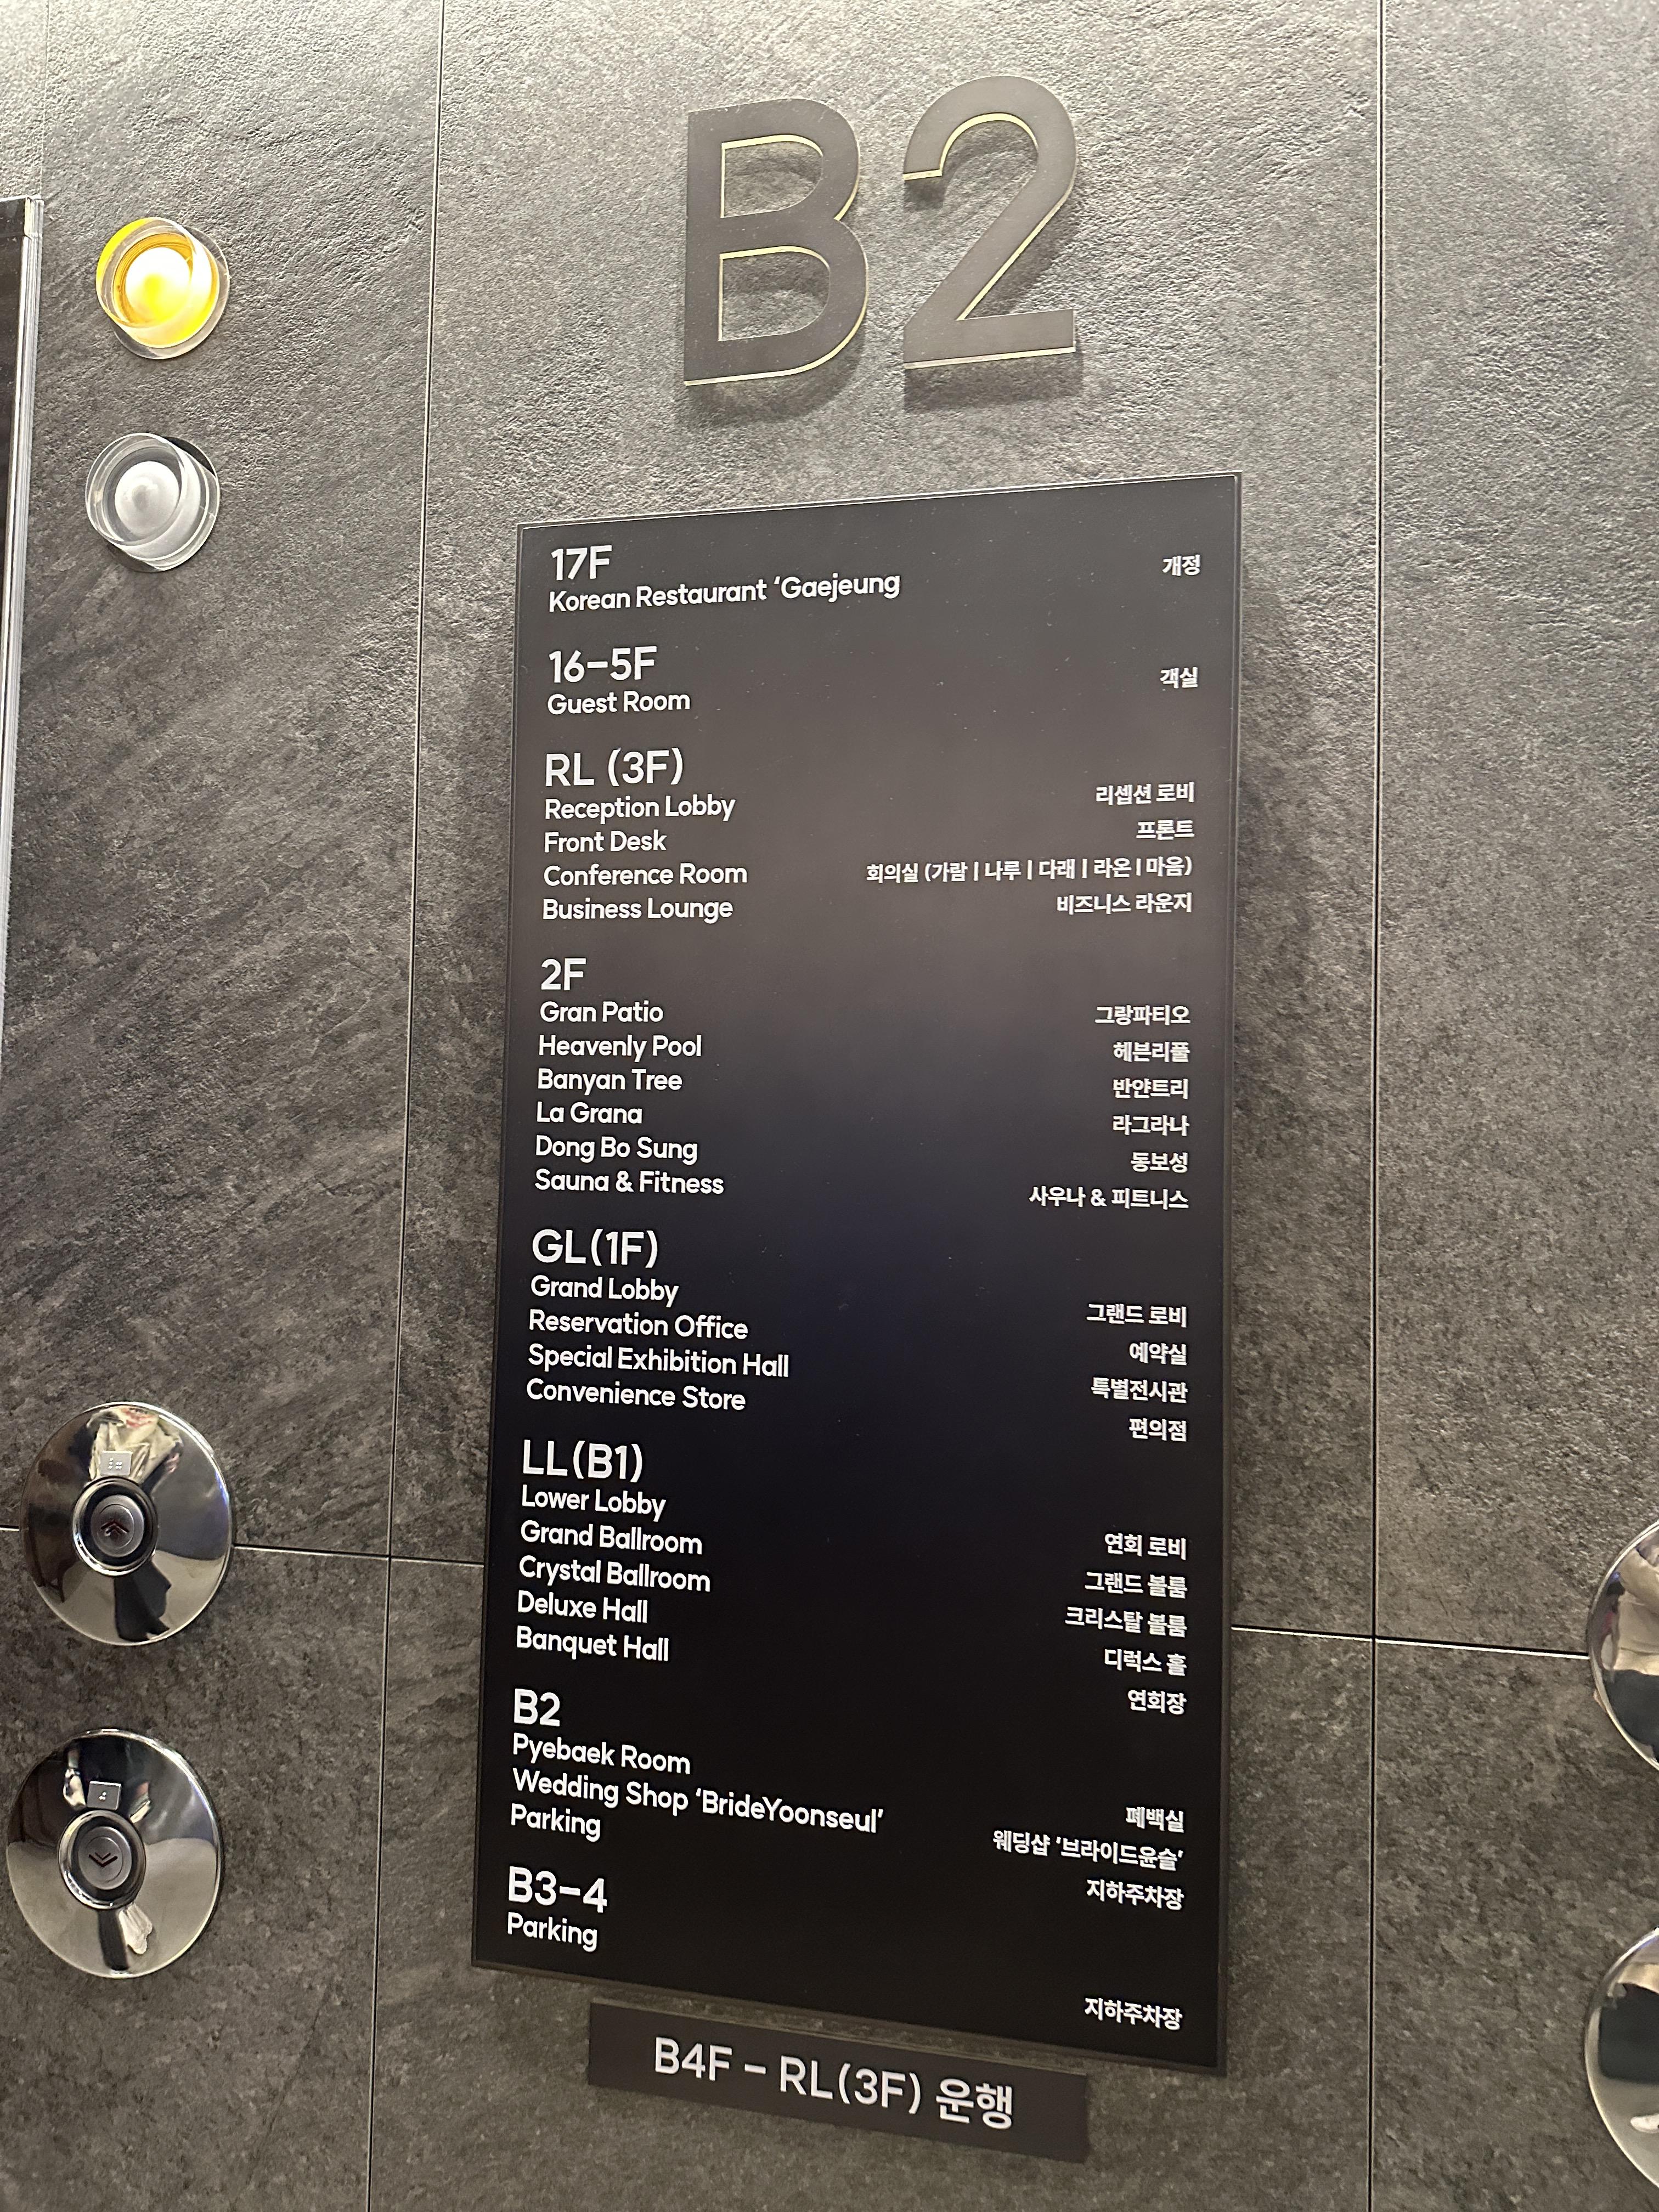 B2
17F
Korean Restaurant ‘Gaejeung 개정
16-5F
Guest Room 객실
RL (3F)
Reception Lobby 리셉션 로비
Front Desk 프론트
Conference Room 회의실 (가람 | 나루 | 다래 | 라온 | 마음)
Business Lounge 비즈니스 라운지
2F
Gran Patio 그랑파티오
Heavenly Pool 헤븐리풀
Banyan Tree 반얀트리
La Grana 라그라나
Dong Bo Sung 동보성
Sauna & Fitness 사우나 & 피트니스
GL(1F)
Grand Lobby 그랜드 로비
Reservation Office 예약실
Special Exhibition Hall 특별전시관
Convenience Store 편의점
LL(B1)
Lower Lobby 연회 로비
Grand Ballroom 그랜드 볼룸
Crystal Ballroom 크리스탈 볼룸
Deluxe Hall 디럭스 홀
Banquet Hall 연회장
B2
Pyebaek Room 폐백실
Wedding Shop ‘BrideYoonseul’ 웨딩샵 ‘브라이드윤슬’
Parking 지하주차장
B3-4
Parking 지하주차장
B4F - RL(3F) 운행